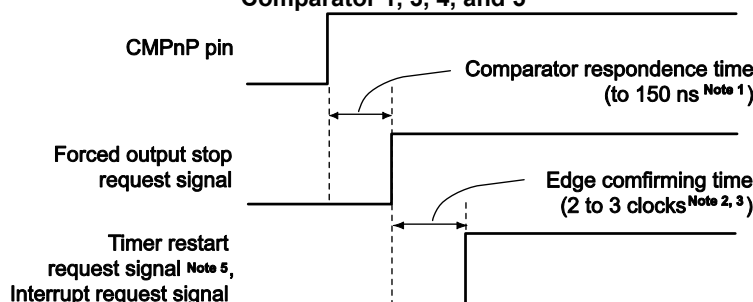 Comparator 1, 3, 4, and 5
CMPnP pin
Comparator respondence time
(to 150 ns Note 1)
Forced output stop
request signal
Edge comfirming time
(2 to 3 clocks Note 2, 3)
Timer restart
request signal Note 5,
Interrupt request signal